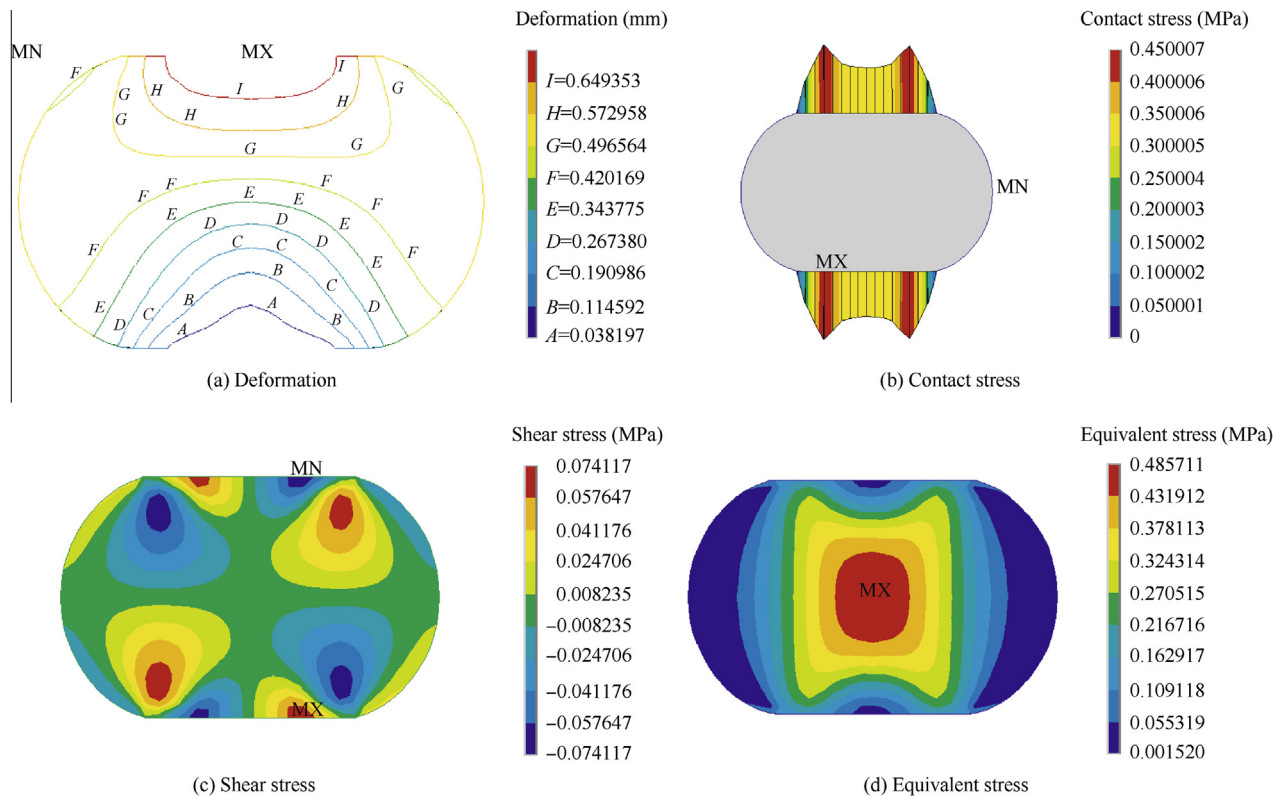 Deformation (mm)
MN
MX
F
I
G
H
I
H
G
G
H
G
G
G
F
F
F
F
E
E
E
E
D
D
D
C
C
F
F
E
B
C
E
D
C
B
A
A
B
D
I=0.649353
H=0.572958
G=0.496564
F=0.420169
E=0.343775
D=0.267380
C=0.190986
B=0.114592
A=0.038197
(a) Deformation
Contact stress (MPa)
MN
MX
0.450007
0.400006
0.350006
0.300005
0.250004
0.200003
0.150002
0.100002
0.050001
0
(b) Contact stress
Shear stress (MPa)
MN
MX
0.074117
0.057647
0.041176
0.024706
0.008235
−0.008235
−0.024706
−0.041176
−0.057647
−0.074117
(c) Shear stress
Equivalent stress (MPa)
MX
0.485711
0.431912
0.378113
0.324314
0.270515
0.216716
0.162917
0.109118
0.055319
0.001520
(d) Equivalent stress